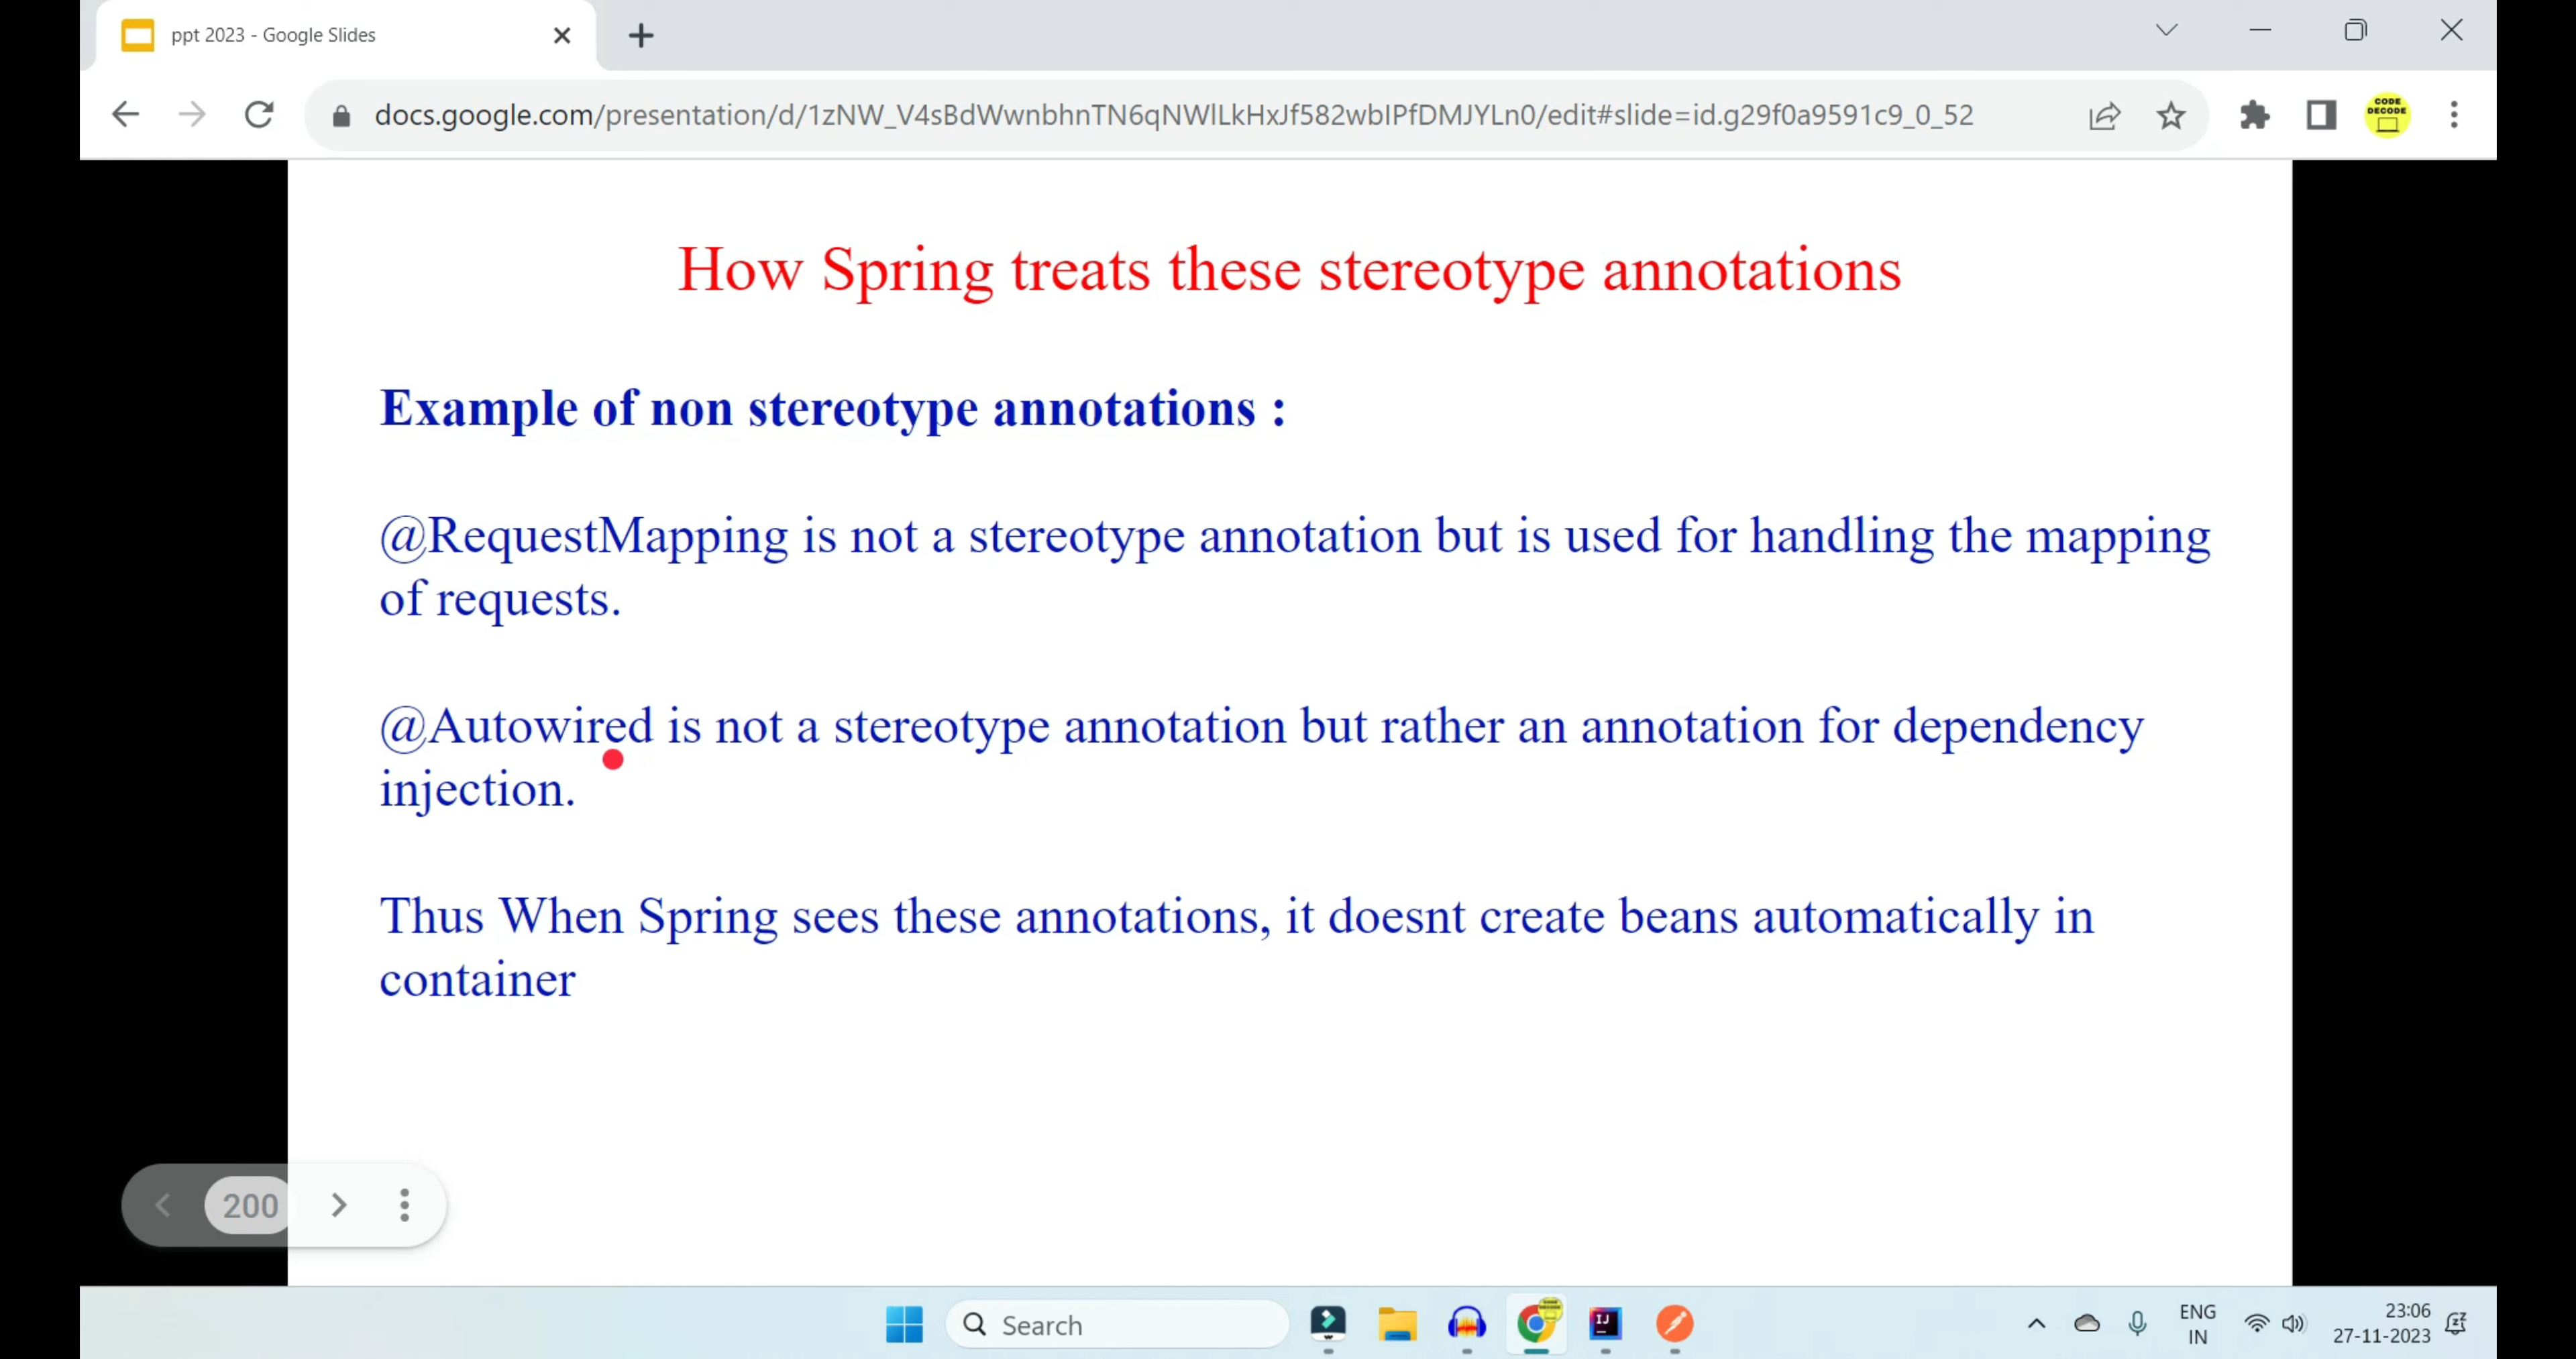 ppt 2023 - Google Slides
docs.google.com/presentation/d/1zNW_V4sBdWwnbhnTN6qNWlLkHxJf582wbIPfDMJYLn0/edit#slide=id.g29f0a9591c9_0_52
CODE
DECODE
How Spring treats these stereotype annotations
Example of non stereotype annotations :
@RequestMapping is not a stereotype annotation but is used for handling the mapping
of requests.
@Autowired is not a stereotype annotation but rather an annotation for dependency
injection.
Thus When Spring sees these annotations, it doesnt create beans automatically in
container
200
Search
IJ
ENG
IN
23:06
27-11-2023